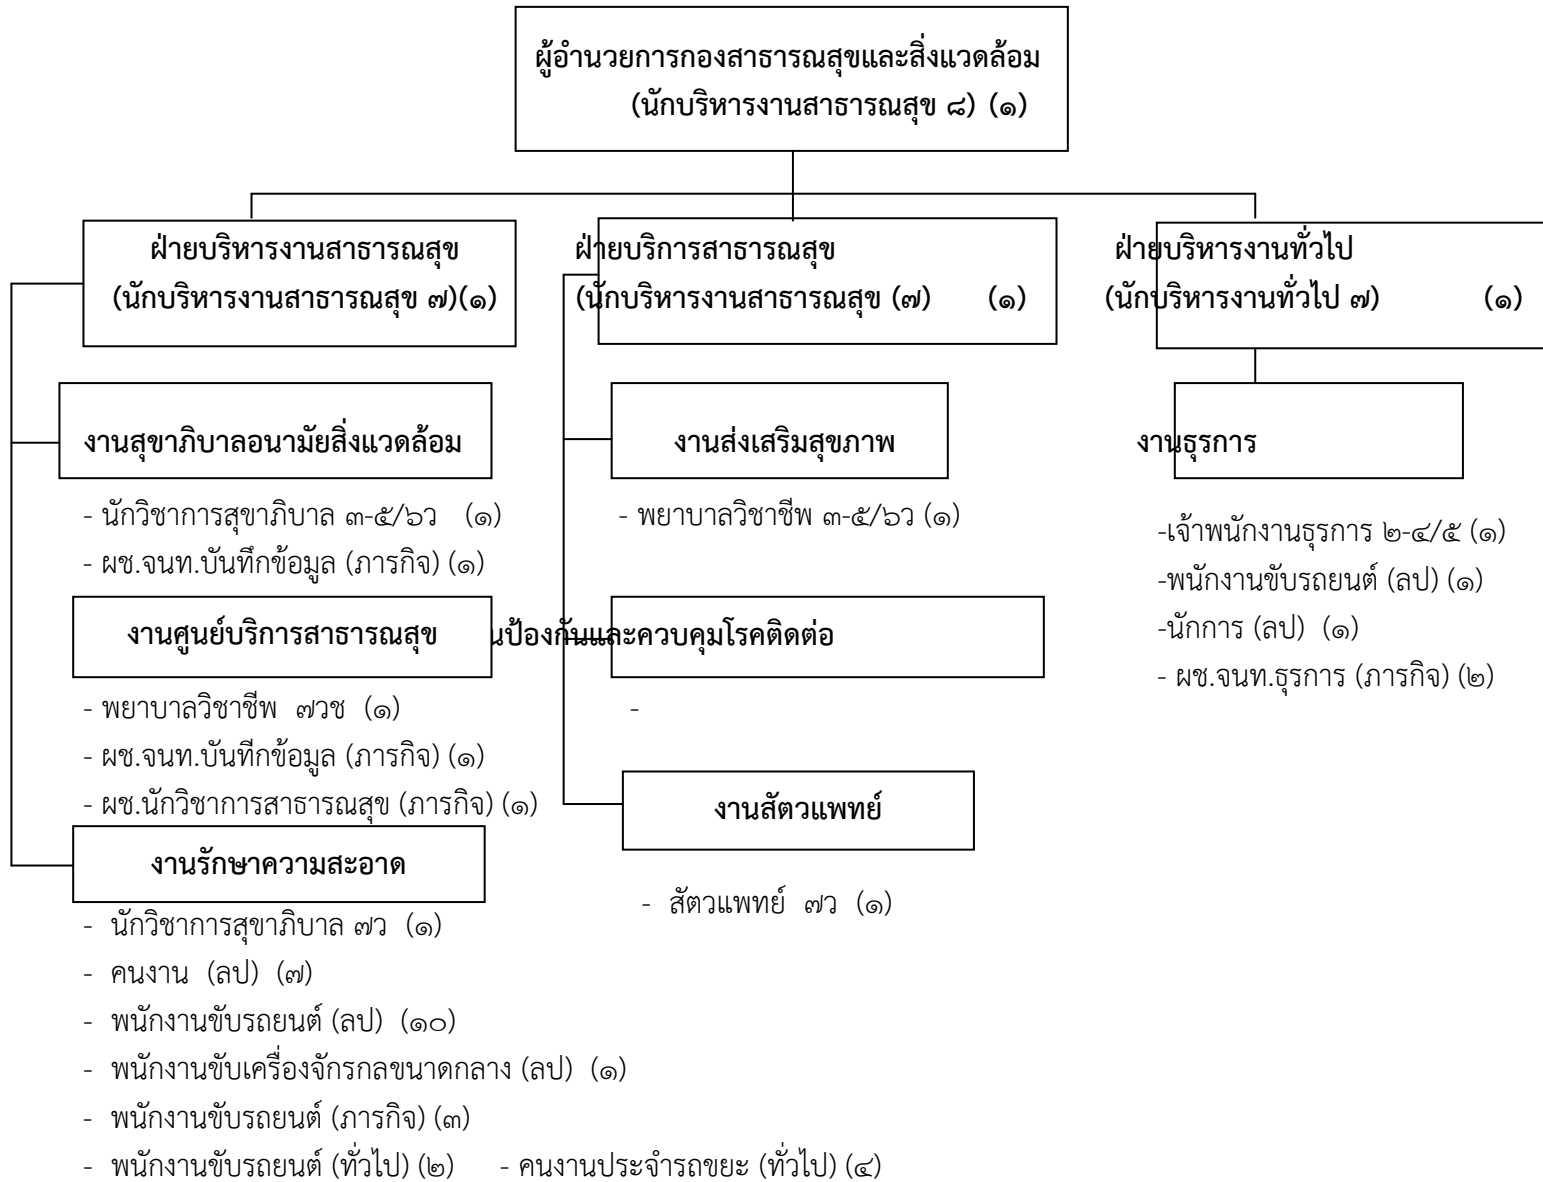 ผู้อำนวยการกองสาธารณสุขและสิ่งแวดล้อม
(นักบริหารงานสาธารณสุข ๘) (๑)
ฝ่ายบริหารงานสาธารณสุข
(นักบริหารงานสาธารณสุข ๗)(๑)
ฝ่ายบริการสาธารณสุข
(นักบริหารงานสาธารณสุข (๗) (๑)
ฝ่ายบริหารงานทั่วไป
(นักบริหารงานทั่วไป ๗) (๑)
งานสุขาภิบาลอนามัยสิ่งแวดล้อม
- นักวิชาการสุขาภิบาล ๓-๕/๖ว (๑)
- ผช.จนท.บันทึกข้อมูล (ภารกิจ) (๑)
งานศูนย์บริการสาธารณสุข
- พยาบาลวิชาชีพ ๗วช (๑)
- ผช.จนท.บันทึกข้อมูล (ภารกิจ) (๑)
- ผช.นักวิชาการสาธารณสุข (ภารกิจ) (๑)
งานรักษาความสะอาด
- นักวิชาการสุขาภิบาล ๗ว (๑)
- คนงาน (ลป) (๗)
- พนักงานขับรถยนต์ (ลป) (๑๐)
- พนักงานขับเครื่องจักรกลขนาดกลาง (ลป) (๑)
- พนักงานขับรถยนต์ (ภารกิจ) (๓)
- พนักงานขับรถยนต์ (ทั่วไป) (๒) - คนงานประจำรถขยะ (ทั่วไป) (๔)
งานส่งเสริมสุขภาพ
- พยาบาลวิชาชีพ ๓-๕/๖ว (๑)
นป้องกันและควบคุมโรคติดต่อ
-
งานสัตวแพทย์
- สัตวแพทย์ ๗ว (๑)
งานธุรการ
-เจ้าพนักงานธุรการ ๒-๔/๕ (๑)
-พนักงานขับรถยนต์ (ลป) (๑)
-นักการ (ลป) (๑)
- ผช.จนท.ธุรการ (ภารกิจ) (๒)